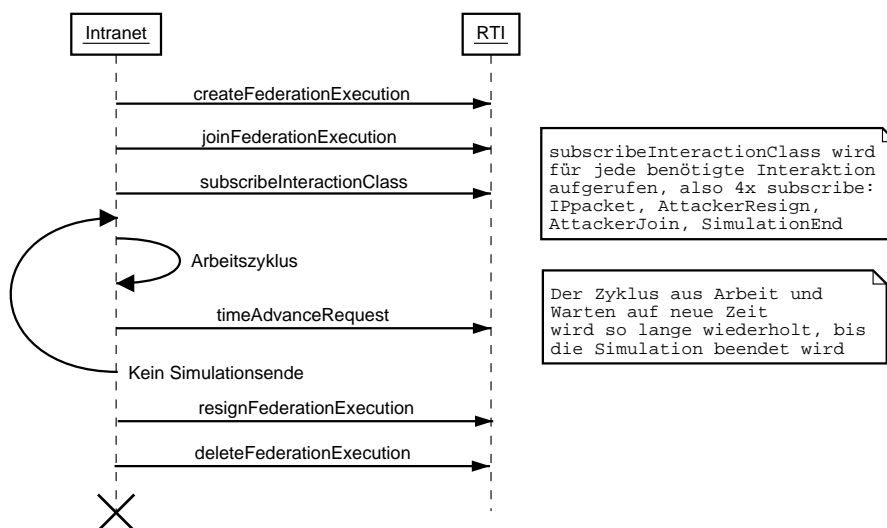 Intranet
RTI
createFederationExecution
joinFederationExecution
subscribeInteractionClass
subscribeInteractionClass wird
für jede benötigte Interaktion
aufgerufen, also 4x subscribe:
IPpacket, AttackerResign,
AttackerJoin, SimulationEnd
Arbeitszyklus
timeAdvanceRequest
Der Zyklus aus Arbeit und
Warten auf neue Zeit
wird so lange wiederholt, bis
die Simulation beendet wird
Kein Simulationsende
resignFederationExecution
deleteFederationExecution